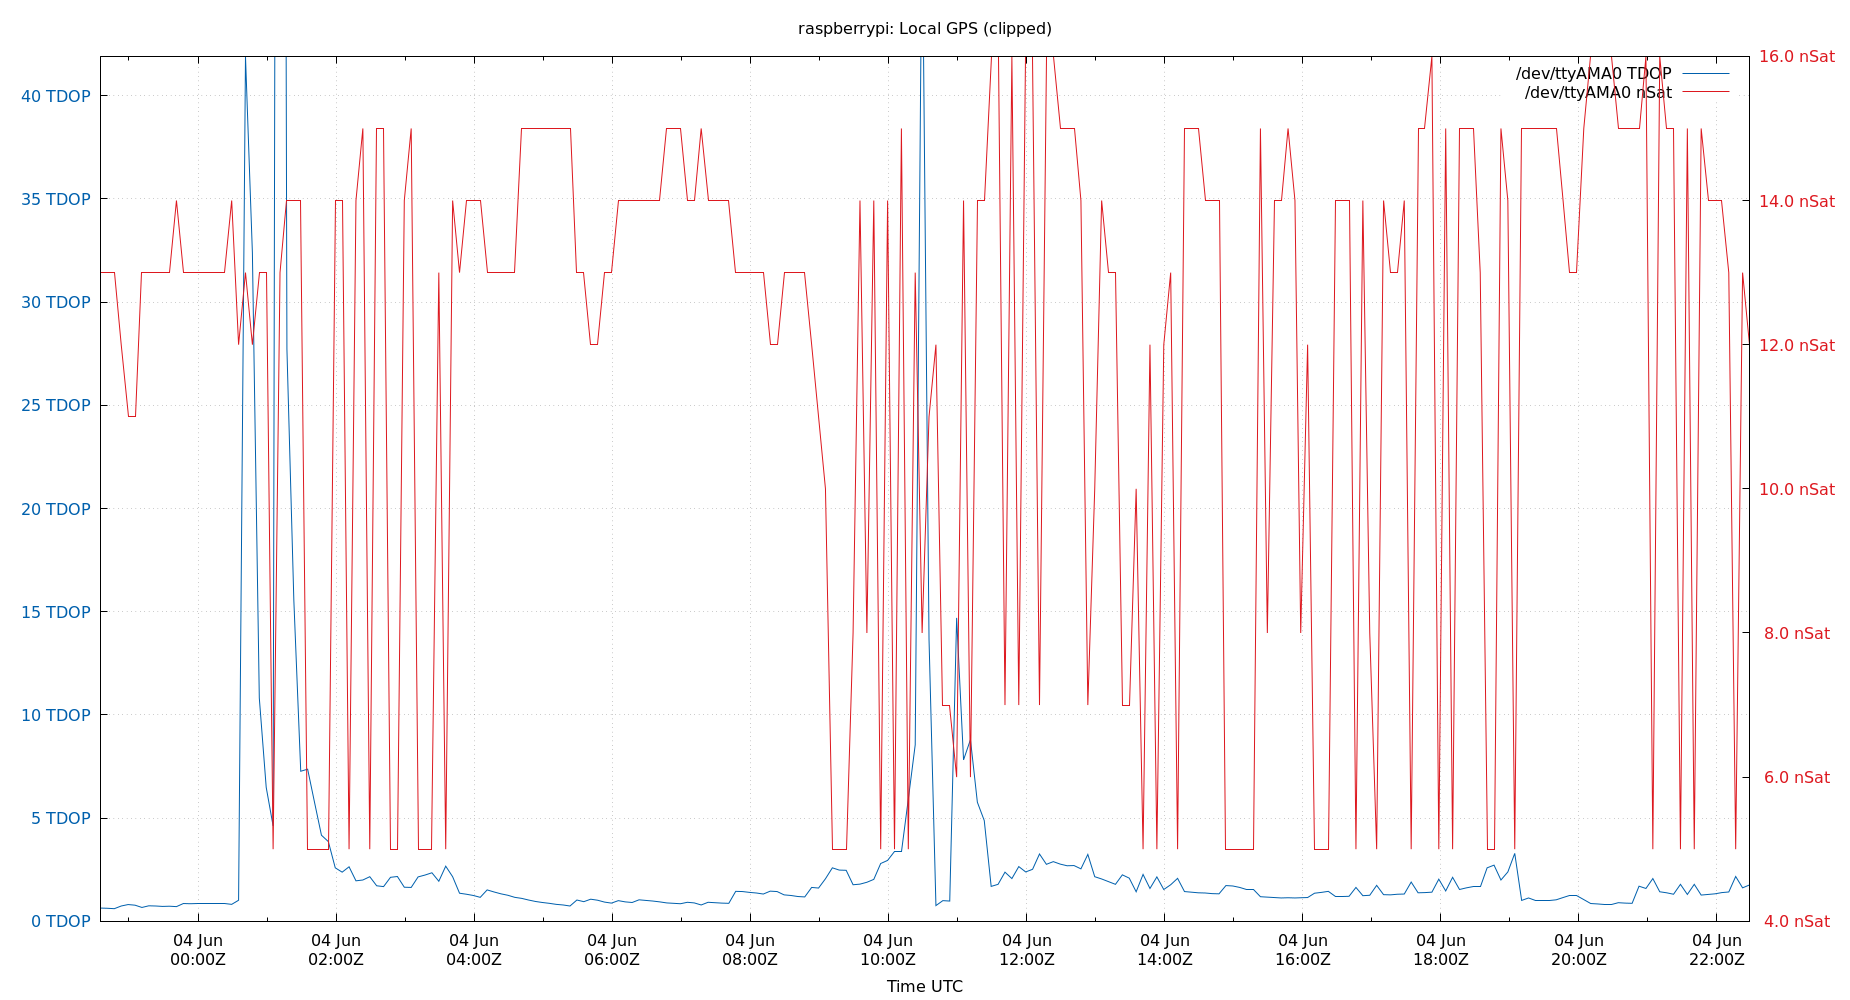 raspberrypi: Local GPS (clipped)
/dev/ttyAMA0 TDOP
/dev/ttyAMA0 nSat
40 TDOP
35 TDOP
30 TDOP
25 TDOP
20 TDOP
15 TDOP
10 TDOP
5 TDOP
0 TDOP
16.0 nSat
14.0 nSat
12.0 nSat
10.0 nSat
8.0 nSat
6.0 nSat
4.0 nSat
04 Jun
00:00Z
04 Jun
02:00Z
04 Jun
04:00Z
04 Jun
06:00Z
04 Jun
08:00Z
04 Jun
10:00Z
04 Jun
12:00Z
04 Jun
14:00Z
04 Jun
16:00Z
04 Jun
18:00Z
04 Jun
20:00Z
04 Jun
22:00Z
Time UTC